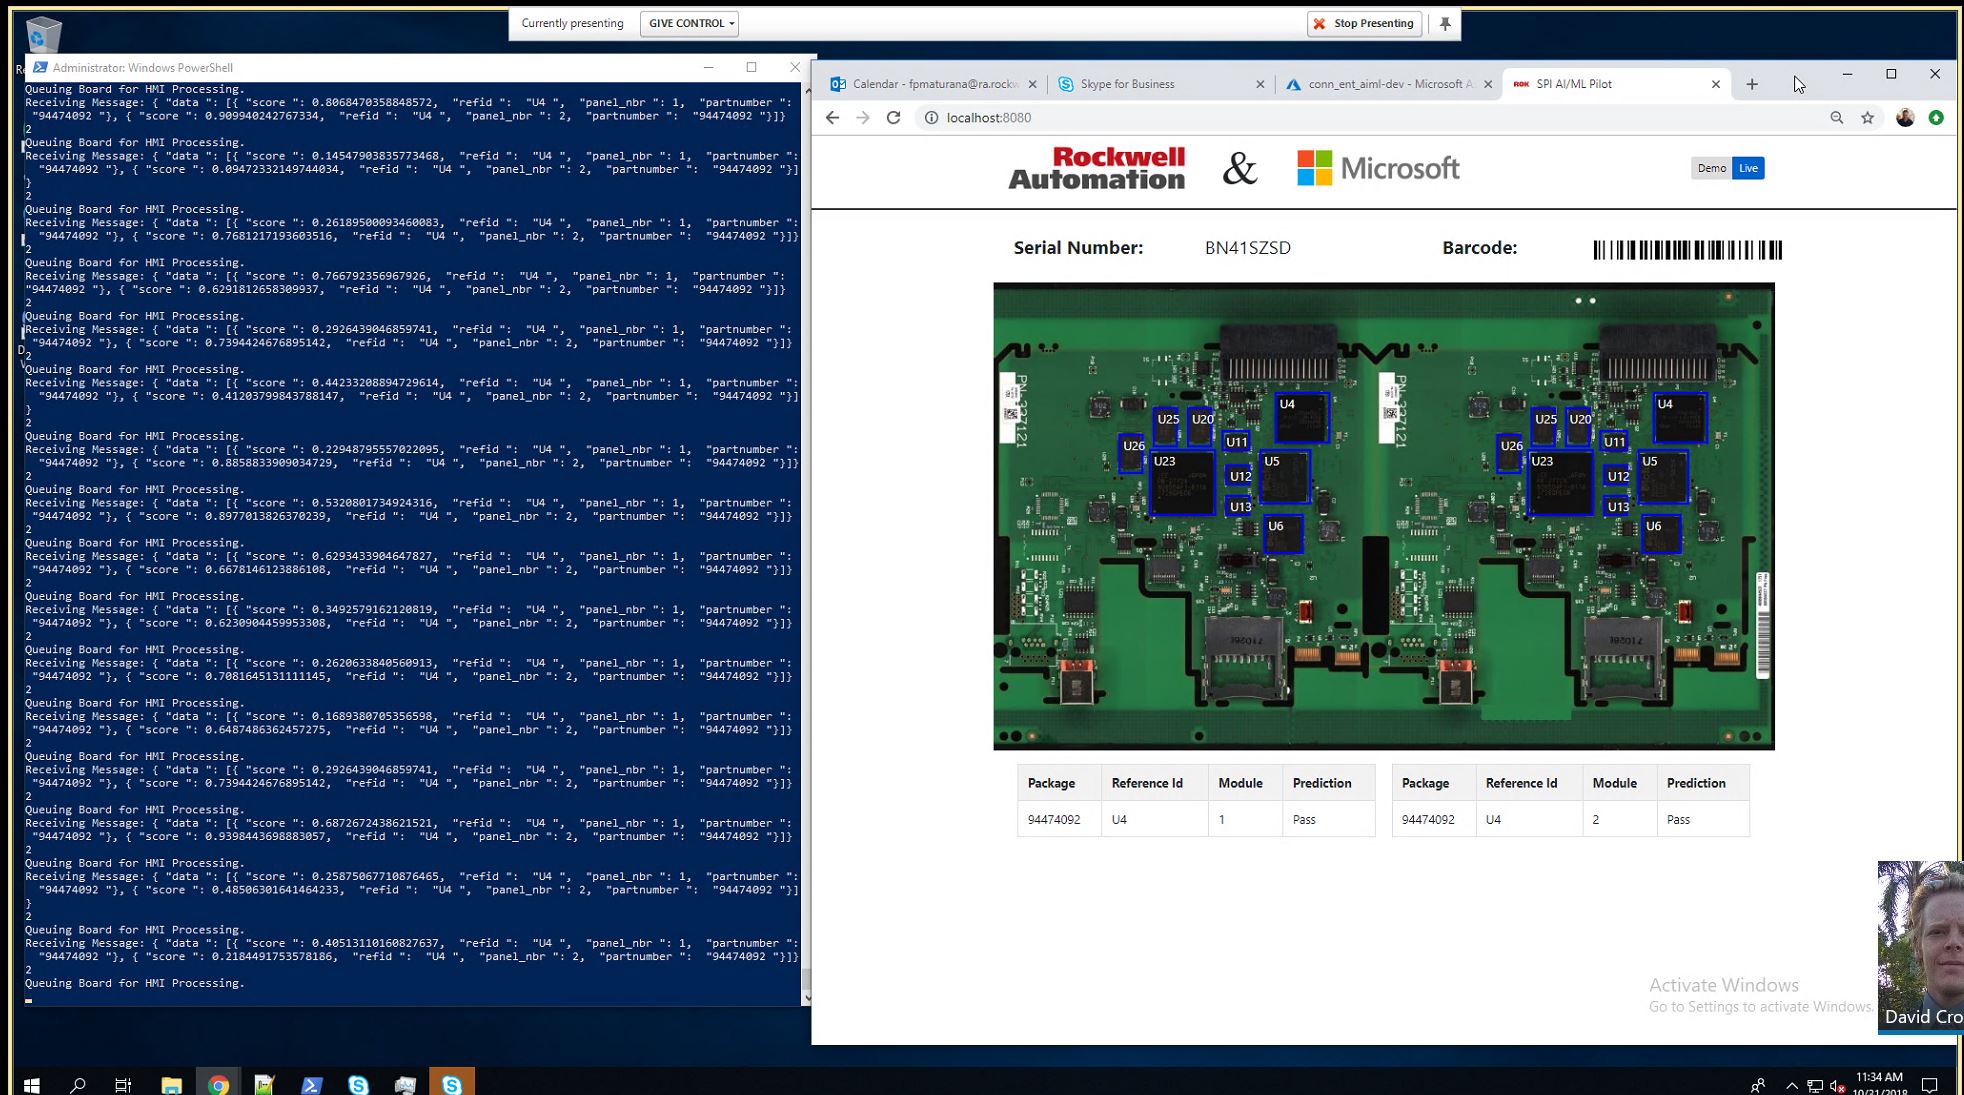 Currently presenting
GIVE CONTROL
Stop Presenting
Administrator: Windows PowerShell
Queuing Board for HMI Processing.
Receiving Message: { "data ": [{ "score ": 0.8068470358848572, "refid ": "U4 ", "panel_nbr ": 1, "partnumber ":
"94474092 "}, { "score ": 0.909940242767334, "refid ": "U4 ", "panel_nbr ": 2, "partnumber ": "94474092 "}]}
2
Queuing Board for HMI Processing.
Receiving Message: { "data ": [{ "score ": 0.14547903835773468, "refid ": "U4 ", "panel_nbr ": 1, "partnumber ":
"94474092 "}, { "score ": 0.09472332149744034, "refid ": "U4 ", "panel_nbr ": 2, "partnumber ": "94474092 "}]
}
2
Queuing Board for HMI Processing.
Receiving Message: { "data ": [{ "score ": 0.26189500093460083, "refid ": "U4 ", "panel_nbr ": 1, "partnumber ":
"94474092 "}, { "score ": 0.7681217193603516, "refid ": "U4 ", "panel_nbr ": 2, "partnumber ": "94474092 "}]}
2
Queuing Board for HMI Processing.
Receiving Message: { "data ": [{ "score ": 0.766792356967926, "refid ": "U4 ", "panel_nbr ": 1, "partnumber ":
"94474092 "}, { "score ": 0.6291812658309937, "refid ": "U4 ", "panel_nbr ": 2, "partnumber ": "94474092 "}]}
2
Queuing Board for HMI Processing.
Receiving Message: { "data ": [{ "score ": 0.2926439046859741, "refid ": "U4 ", "panel_nbr ": 1, "partnumber ":
"94474092 "}, { "score ": 0.7394424676895142, "refid ": "U4 ", "panel_nbr ": 2, "partnumber ": "94474092 "}]}
2
Queuing Board for HMI Processing.
Receiving Message: { "data ": [{ "score ": 0.44233208894729614, "refid ": "U4 ", "panel_nbr ": 1, "partnumber ":
"94474092 "}, { "score ": 0.41203799843788147, "refid ": "U4 ", "panel_nbr ": 2, "partnumber ": "94474092 "}]
}
2
Queuing Board for HMI Processing.
Receiving Message: { "data ": [{ "score ": 0.22948795557022095, "refid ": "U4 ", "panel_nbr ": 1, "partnumber ":
"94474092 "}, { "score ": 0.8858833909034729, "refid ": "U4 ", "panel_nbr ": 2, "partnumber ": "94474092 "}]}
2
Queuing Board for HMI Processing.
Receiving Message: { "data ": [{ "score ": 0.5320801734924316, "refid ": "U4 ", "panel_nbr ": 1, "partnumber ":
"94474092 "}, { "score ": 0.8977013826370239, "refid ": "U4 ", "panel_nbr ": 2, "partnumber ": "94474092 "}]}
2
Queuing Board for HMI Processing.
Receiving Message: { "data ": [{ "score ": 0.6293433904647827, "refid ": "U4 ", "panel_nbr ": 1, "partnumber ":
"94474092 "}, { "score ": 0.6678146123886108, "refid ": "U4 ", "panel_nbr ": 2, "partnumber ": "94474092 "}]}
2
Queuing Board for HMI Processing.
Receiving Message: { "data ": [{ "score ": 0.3492579162120819, "refid ": "U4 ", "panel_nbr ": 1, "partnumber ":
"94474092 "}, { "score ": 0.6230904459953308, "refid ": "U4 ", "panel_nbr ": 2, "partnumber ": "94474092 "}]}
2
Queuing Board for HMI Processing.
Receiving Message: { "data ": [{ "score ": 0.2620633840560913, "refid ": "U4 ", "panel_nbr ": 1, "partnumber ":
"94474092 "}, { "score ": 0.7081645131111145, "refid ": "U4 ", "panel_nbr ": 2, "partnumber ": "94474092 "}]}
2
Queuing Board for HMI Processing.
Receiving Message: { "data ": [{ "score ": 0.1689380705356598, "refid ": "U4 ", "panel_nbr ": 1, "partnumber ":
"94474092 "}, { "score ": 0.6487486362457275, "refid ": "U4 ", "panel_nbr ": 2, "partnumber ": "94474092 "}]}
2
Queuing Board for HMI Processing.
Receiving Message: { "data ": [{ "score ": 0.2926439046859741, "refid ": "U4 ", "panel_nbr ": 1, "partnumber ":
"94474092 "}, { "score ": 0.7394424676895142, "refid ": "U4 ", "panel_nbr ": 2, "partnumber ": "94474092 "}]}
2
Queuing Board for HMI Processing.
Receiving Message: { "data ": [{ "score ": 0.6872672438621521, "refid ": "U4 ", "panel_nbr ": 1, "partnumber ":
"94474092 "}, { "score ": 0.9398443698883057, "refid ": "U4 ", "panel_nbr ": 2, "partnumber ": "94474092 "}]}
2
Queuing Board for HMI Processing.
Receiving Message: { "data ": [{ "score ": 0.25875067710876465, "refid ": "U4 ", "panel_nbr ": 1, "partnumber ":
"94474092 "}, { "score ": 0.48506301641464233, "refid ": "U4 ", "panel_nbr ": 2, "partnumber ": "94474092 "}]
}
2
Queuing Board for HMI Processing.
Receiving Message: { "data ": [{ "score ": 0.40513110160827637, "refid ": "U4 ", "panel_nbr ": 1, "partnumber ":
"94474092 "}, { "score ": 0.2184491753578186, "refid ": "U4 ", "panel_nbr ": 2, "partnumber ": "94474092 "}]}
2
Queuing Board for HMI Processing.
Calendar - fpmaturana@ra.rockw
Skype for Business
conn_ent_aiml-dev - Microsoft A
ROK SPI AI/ML Pilot
localhost:8080
Rockwell
Automation & Microsoft
Demo Live
Serial Number: BN41SZSD Barcode:
PN-337121 PN-337121
U4 U4
U25 U20 U25 U20
U26 U11 U26 U11
U23 U5 U23 U5
U12 U12
U13 U13
U6 U6
Package Reference Id Module Prediction
94474092 U4 1 Pass
Package Reference Id Module Prediction
94474092 U4 2 Pass
Activate Windows
Go to Settings to activate Windows.
David Cro
11:34 AM
10/31/2018